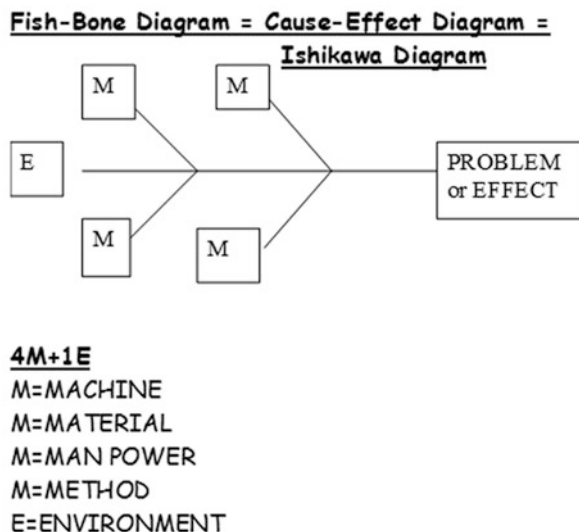 Fish-Bone Diagram = Cause-Effect Diagram =
Ishikawa Diagram
M
M
E
PROBLEM
or EFFECT
M
M
4M+1E
M=MACHINE
M=MATERIAL
M=MAN POWER
M=METHOD
E=ENVIRONMENT